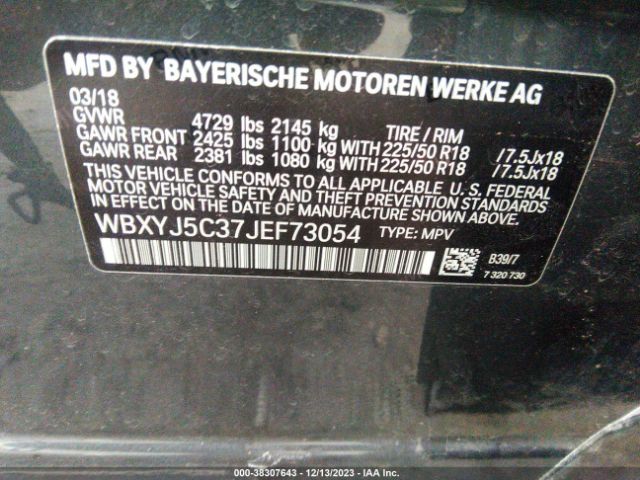 MFD BY BAYERISCHE MOTOREN WERKE AG
03/18
GVWR 4729 lbs 2145 kg TIRE / RIM
GAWR FRONT 2425 lbs 1100 kg WITH 225/50 R18 /7.5Jx18
GAWR REAR 2381 lbs 1080 kg WITH 225/50 R18 /7.5Jx18
THIS VEHICLE CONFORMS TO ALL APPLICABLE U. S. FEDERAL
MOTOR VEHICLE SAFETY AND THEFT PREVENTION STANDARDS
IN EFFECT ON THE DATE OF MANUFACTURE SHOWN ABOVE.
WBXYJ5C37JEF73054 TYPE: MPV
B39/7
7 320 730
000-38307643 / 12/13/2023 - IAA Inc.